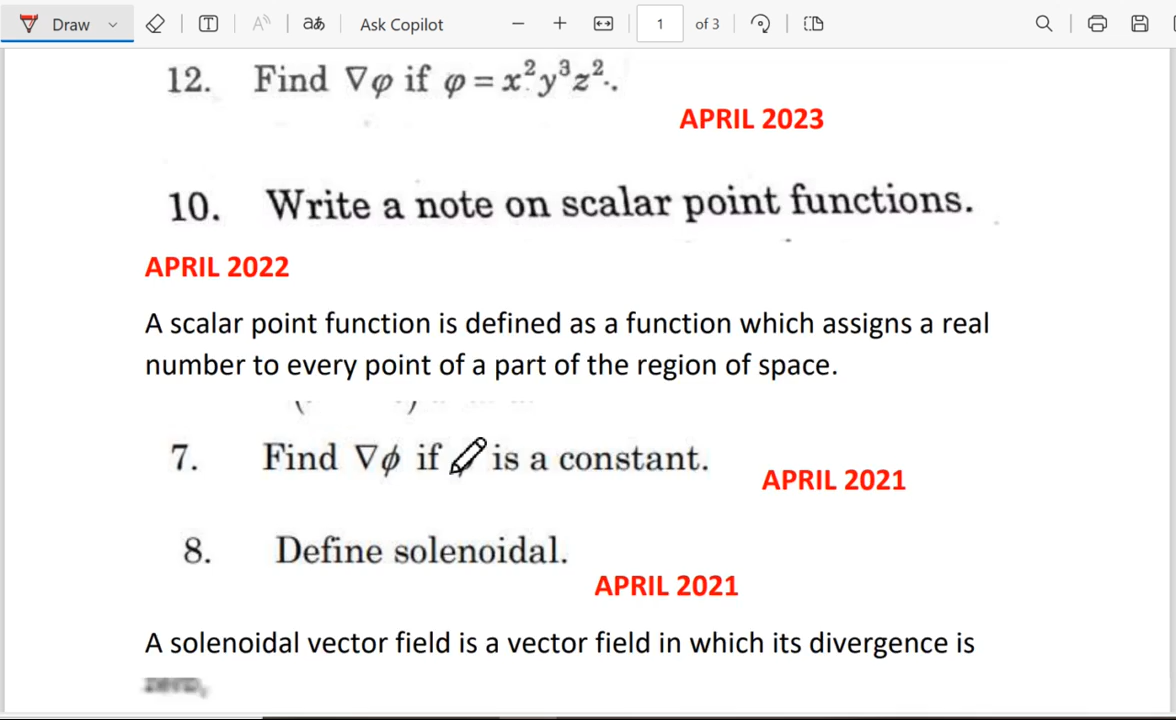 Draw
aあ
Ask Copilot
1 of 3
12. Find ∇φ if φ = x²y³z².
APRIL 2023
10. Write a note on scalar point functions.
APRIL 2022
A scalar point function is defined as a function which assigns a real
number to every point of a part of the region of space.
7. Find ∇ϕ if is a constant.
APRIL 2021
8. Define solenoidal.
APRIL 2021
A solenoidal vector field is a vector field in which its divergence is